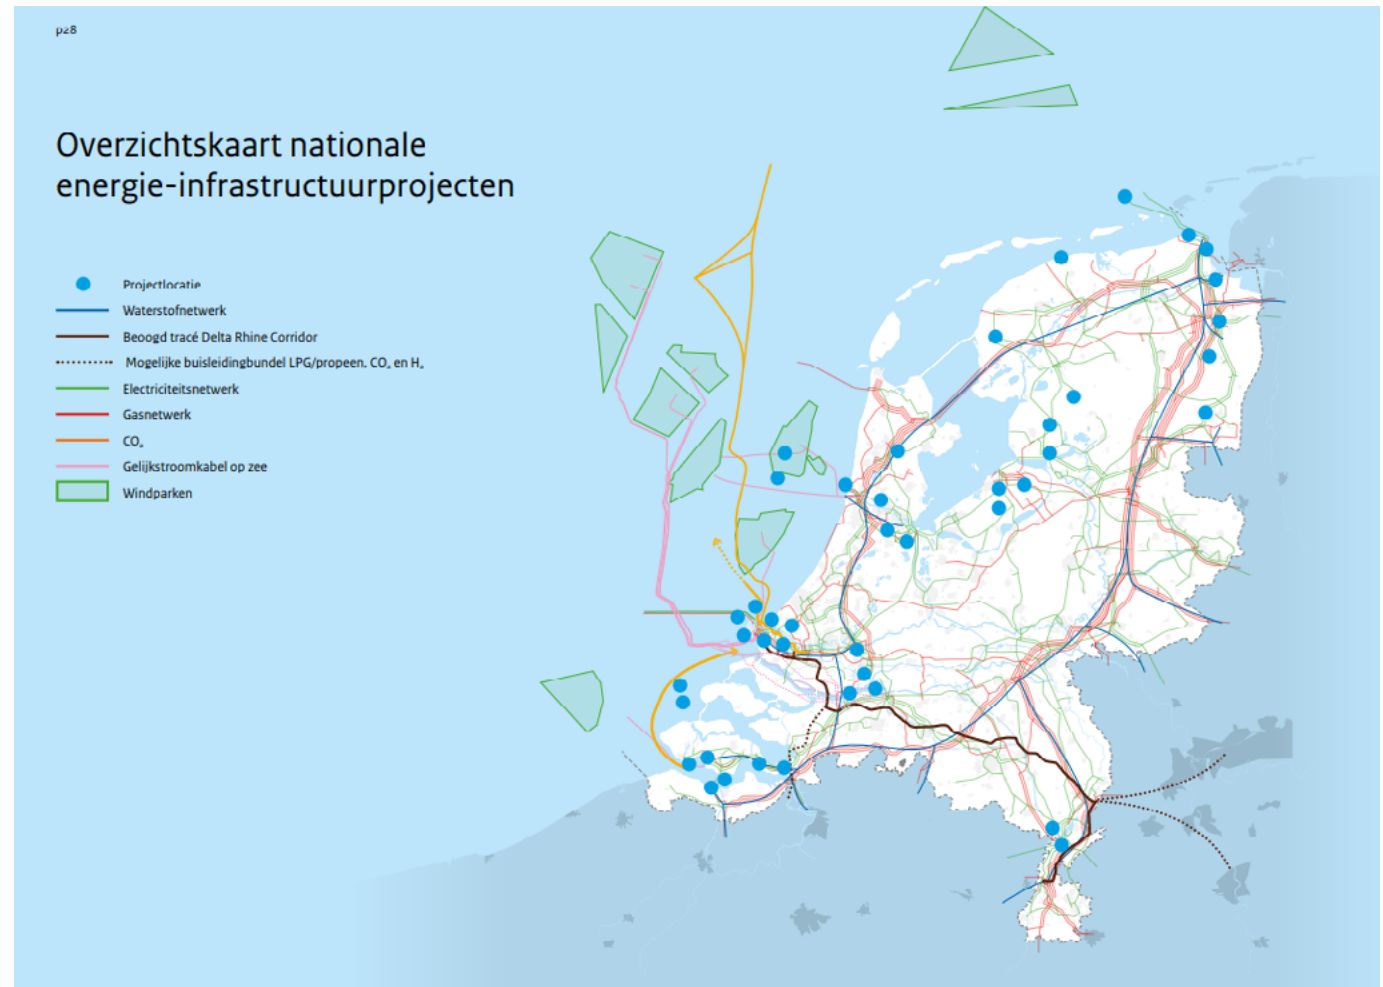 p28
Overzichtskaart nationale
energie-infrastructuurprojecten
Projectlocatie
Waterstofnetwerk
Beoogd tracé Delta Rhine Corridor
Mogelijke buisleidingbundel LPG/propeen, CO₂ en H₂
Electriciteitsnetwerk
Gasnetwerk
CO₂
Gelijkstroomkabel op zee
Windparken